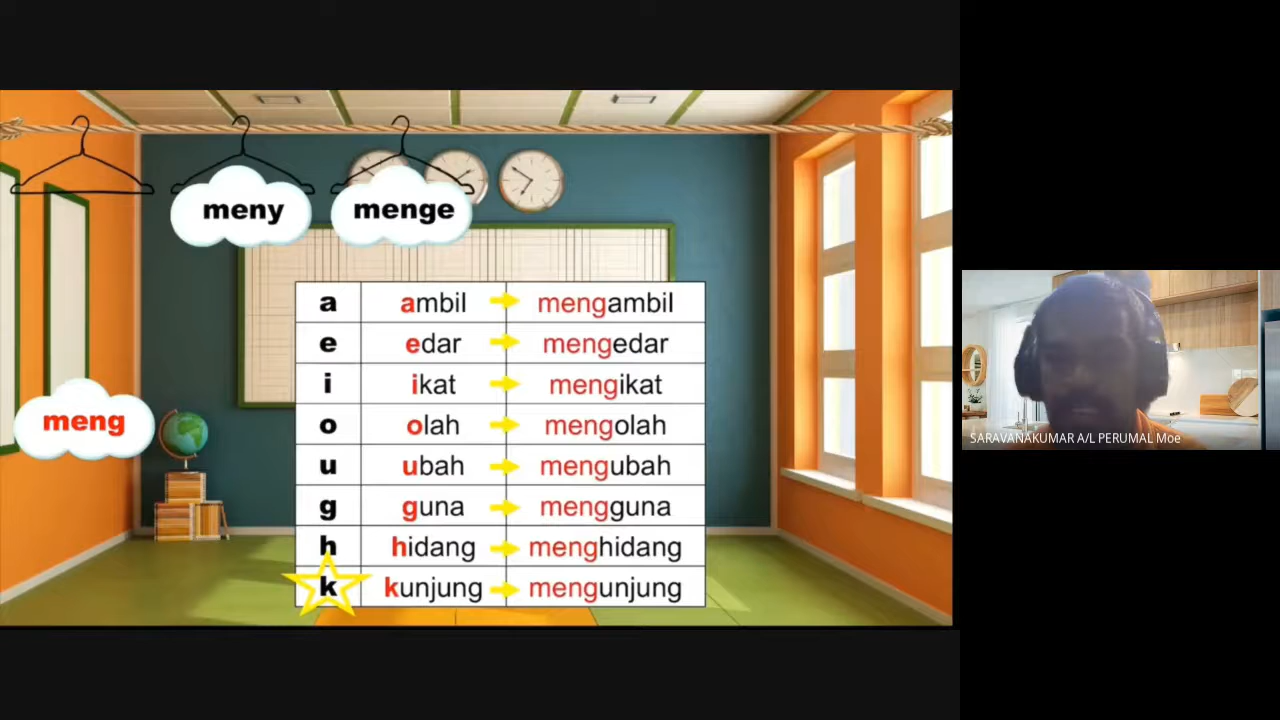 meny
menge
meng
a ambil mengambil
e edar mengedar
i ikat mengikat
o olah mengolah
u ubah mengubah
g guna mengguna
h hidang menghidang
k kunjung mengunjung
SARAVANAKUMAR A/L PERUMAL Moe